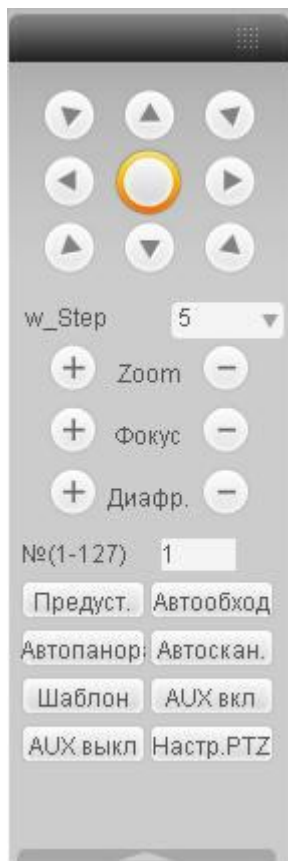 w_Step 5
+ Zoom −
+ Фокус −
+ Диафр. −
№(1-127) 1
Предуст. Автообход
Автопанора Автоскан.
Шаблон AUX вкл
AUX выкл Настр.PTZ